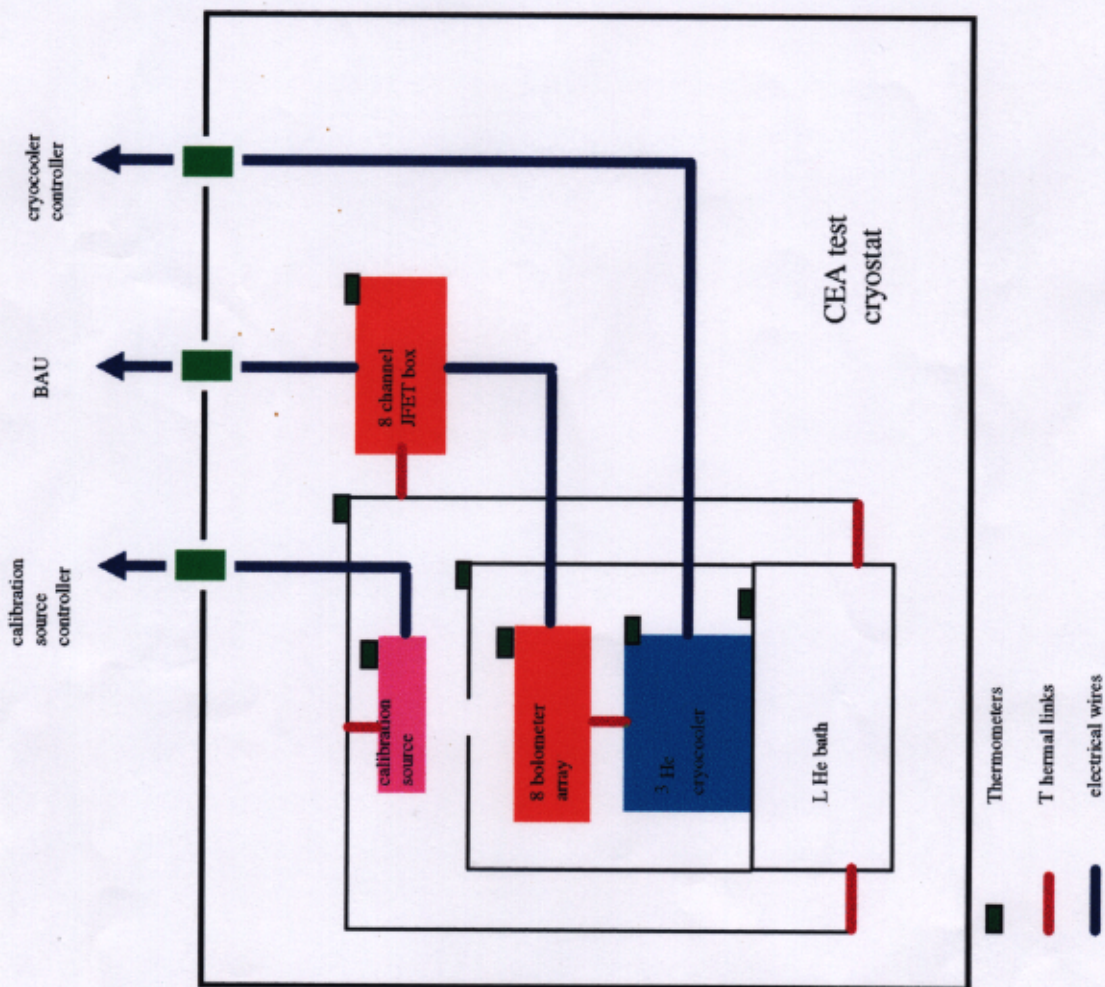 cryocooler
controller
BAU
calibration
source
controller
8 channel
JFET box
CEA test
cryostat
calibration
source
8 bolometer
array
3 He
cryocooler
L He bath
Thermometers
T hermal links
electrical wires